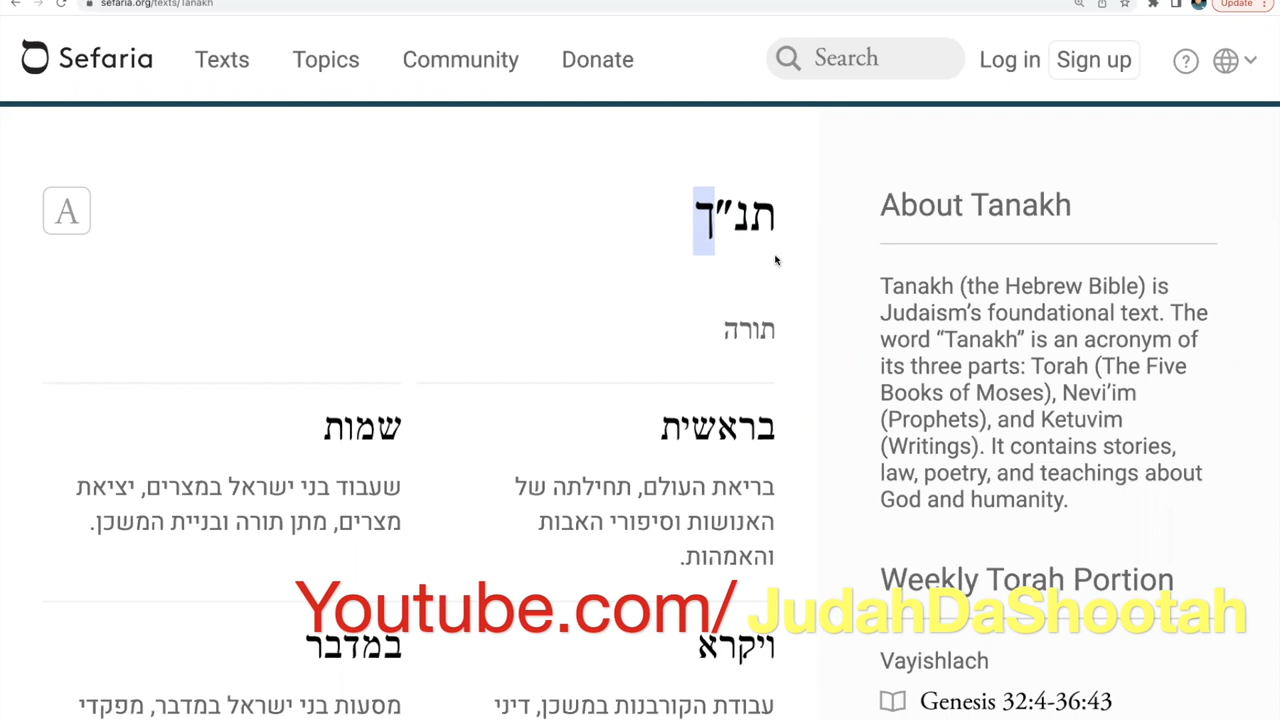 sefaria.org/texts/Tanakh
Update
Sefaria Texts Topics Community Donate Search Log in Sign up ?
A
תנ״ך
תורה
בראשית
בריאת העולם, תחילתה של
האנושות וסיפורי האבות
והאמהות.
שמות
שעבוד בני ישראל במצרים, יציאת
מצרים, מתן תורה ובניית המשכן.
ויקרא
עבודת הקורבנות במשכן, דיני
במדבר
מסעות בני ישראל במדבר, מפקדי
About Tanakh
Tanakh (the Hebrew Bible) is
Judaism’s foundational text. The
word “Tanakh” is an acronym of
its three parts: Torah (The Five
Books of Moses), Nevi’im
(Prophets), and Ketuvim
(Writings). It contains stories,
law, poetry, and teachings about
God and humanity.
Weekly Torah Portion
Vayishlach
Genesis 32:4-36:43
Youtube.com/JudahDaShootah